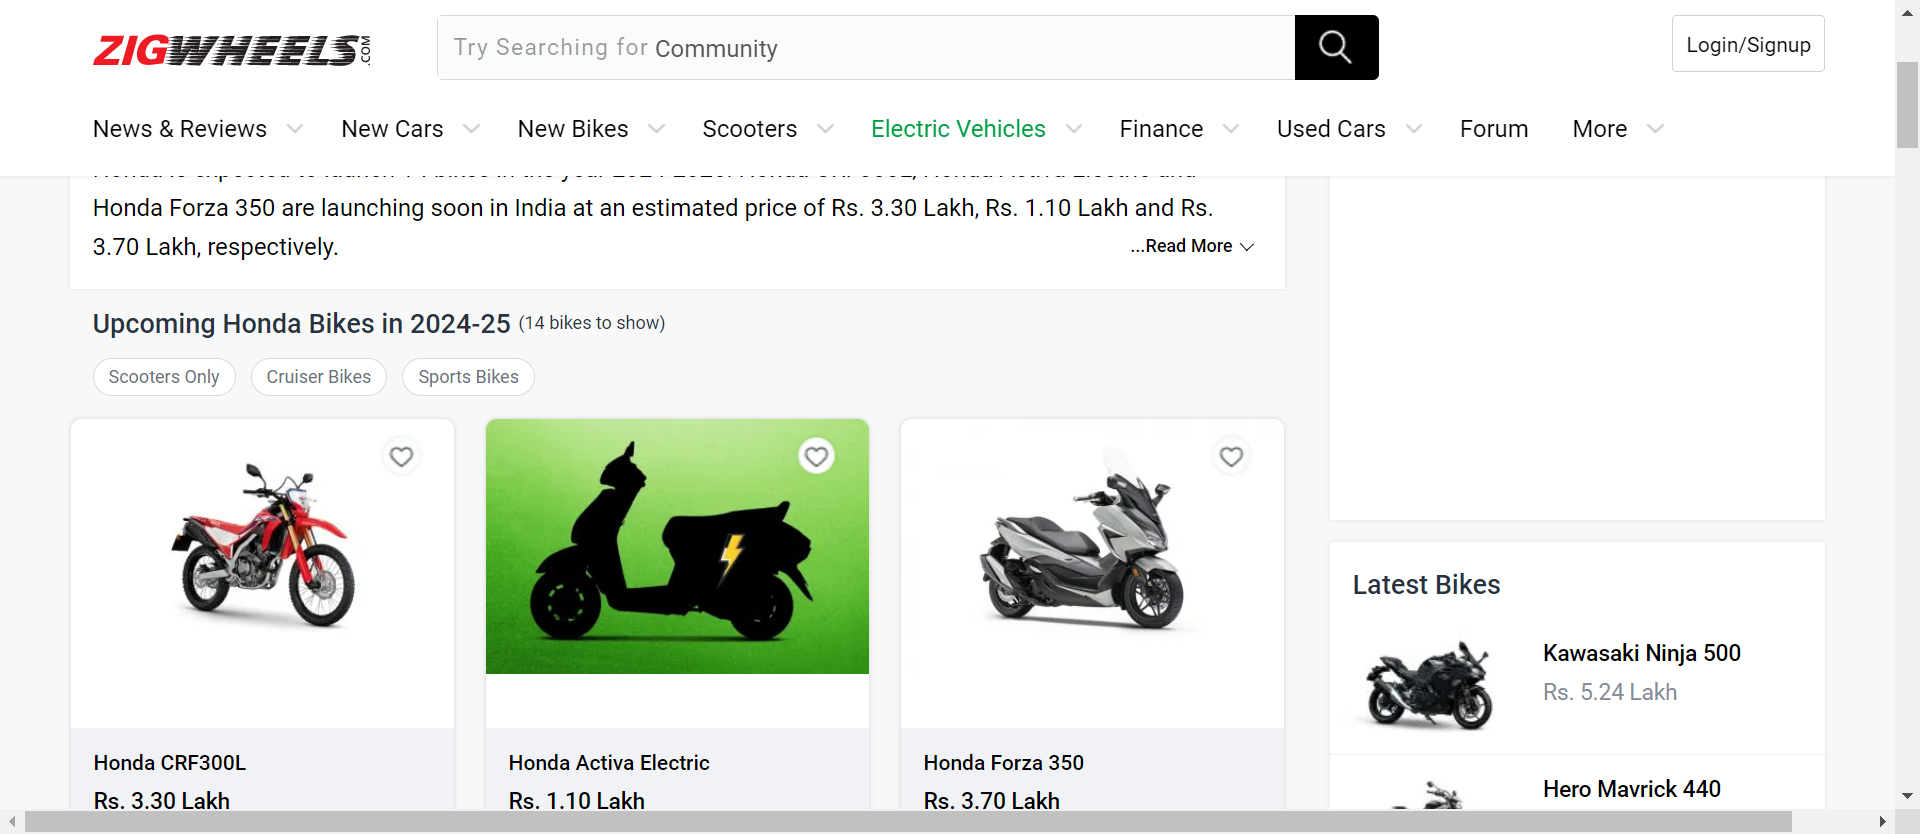 ZIGWHEELS.COM
Try Searching for Community
Login/Signup
News & Reviews
New Cars
New Bikes
Scooters
Electric Vehicles
Finance
Used Cars
Forum
More
Honda Forza 350 are launching soon in India at an estimated price of Rs. 3.30 Lakh, Rs. 1.10 Lakh and Rs.
3.70 Lakh, respectively.
...Read More
Upcoming Honda Bikes in 2024-25 (14 bikes to show)
Scooters Only
Cruiser Bikes
Sports Bikes
Honda CRF300L
Rs. 3.30 Lakh
Honda Activa Electric
Rs. 1.10 Lakh
Honda Forza 350
Rs. 3.70 Lakh
Latest Bikes
Kawasaki Ninja 500
Rs. 5.24 Lakh
Hero Mavrick 440